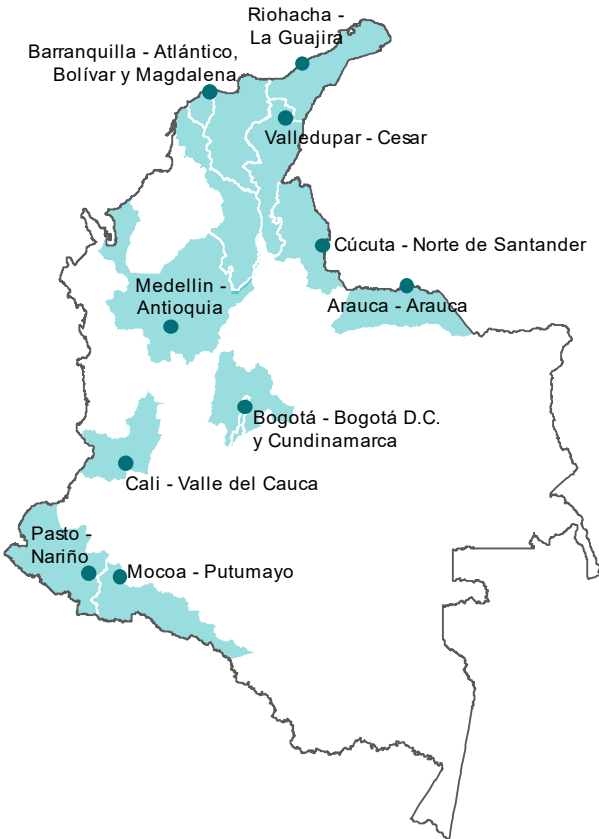 Riohacha -
La Guajira
Barranquilla - Atlántico,
Bolívar y Magdalena
Valledupar - Cesar
Cúcuta - Norte de Santander
Medellin -
Antioquia
Arauca - Arauca
Bogotá - Bogotá D.C.
y Cundinamarca
Cali - Valle del Cauca
Pasto -
Nariño
Mocoa - Putumayo